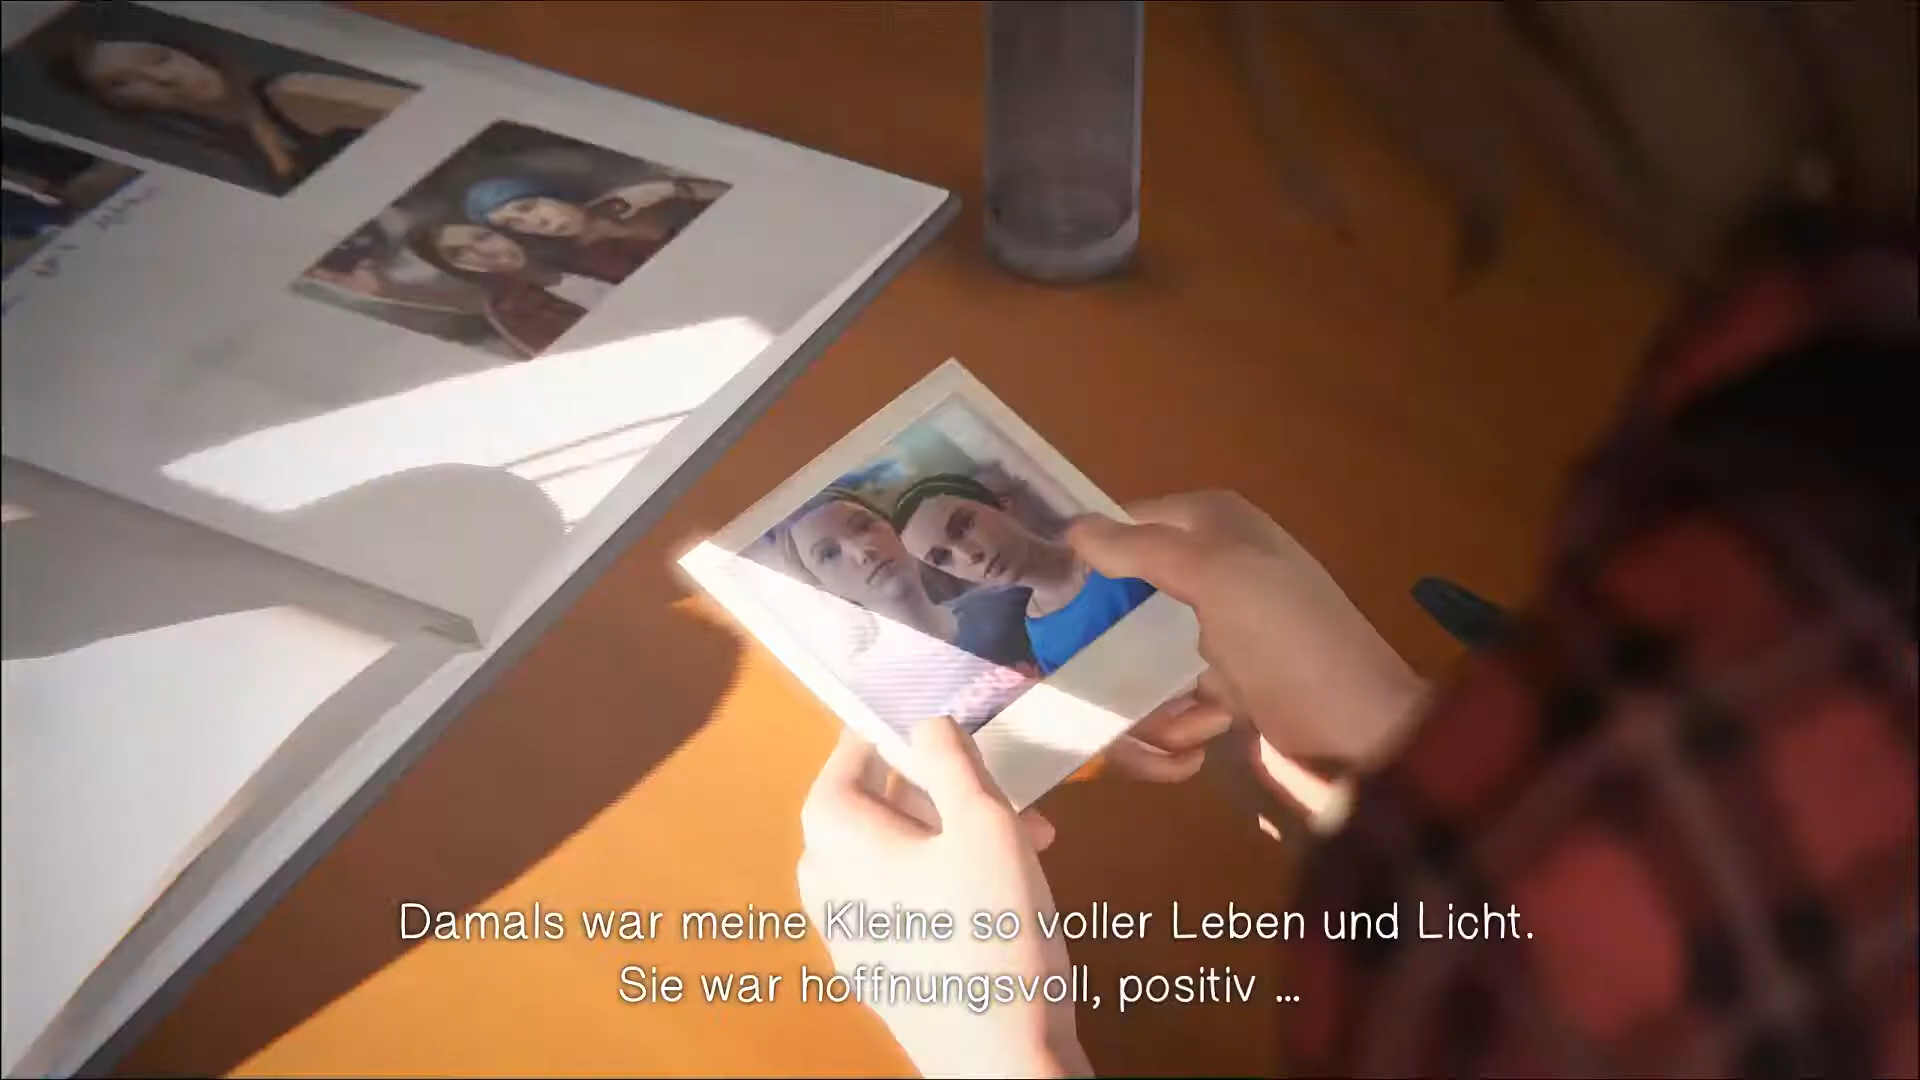 Damals war meine Kleine so voller Leben und Licht.
Sie war hoffnungsvoll, positiv ...